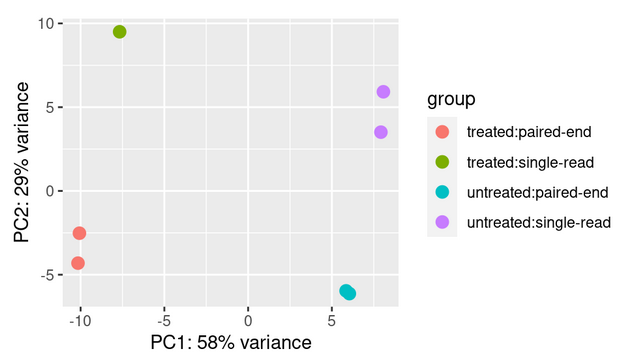 10
5
0
-5
-10
-5
0
5
PC2: 29% variance
PC1: 58% variance
group
treated:paired-end
treated:single-read
untreated:paired-end
untreated:single-read